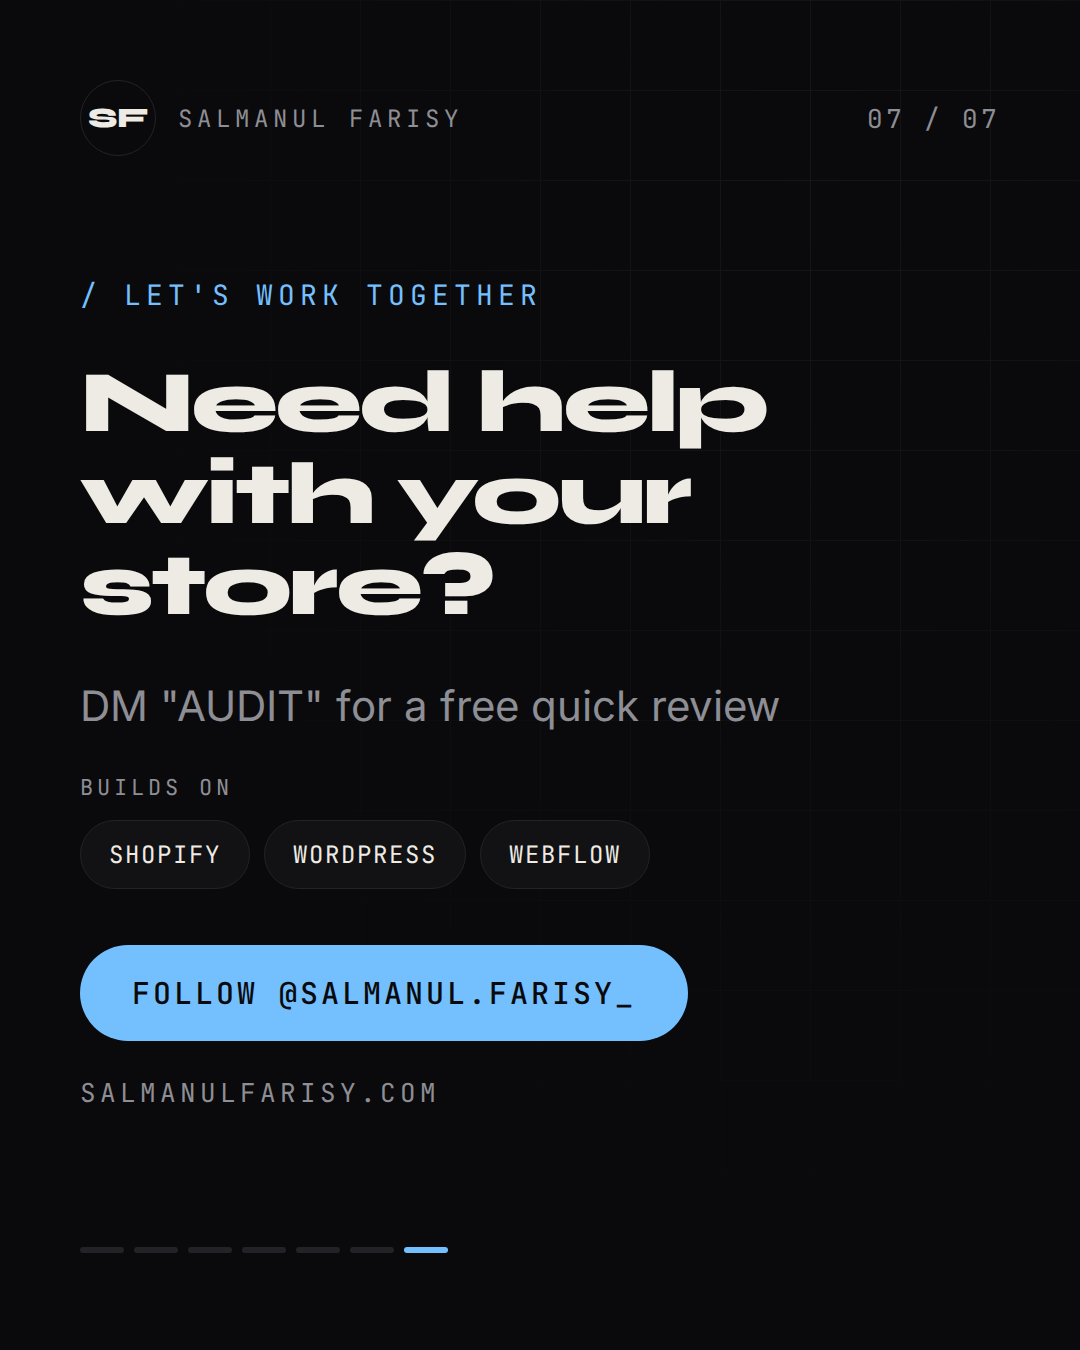 SF SALMANUL FARISY 07 / 07
/ LET'S WORK TOGETHER
Need help
with your
store?
DM "AUDIT" for a free quick review
BUILDS ON
SHOPIFY WORDPRESS WEBFLOW
FOLLOW @SALMANUL.FARISY_
SALMANULFARISY.COM